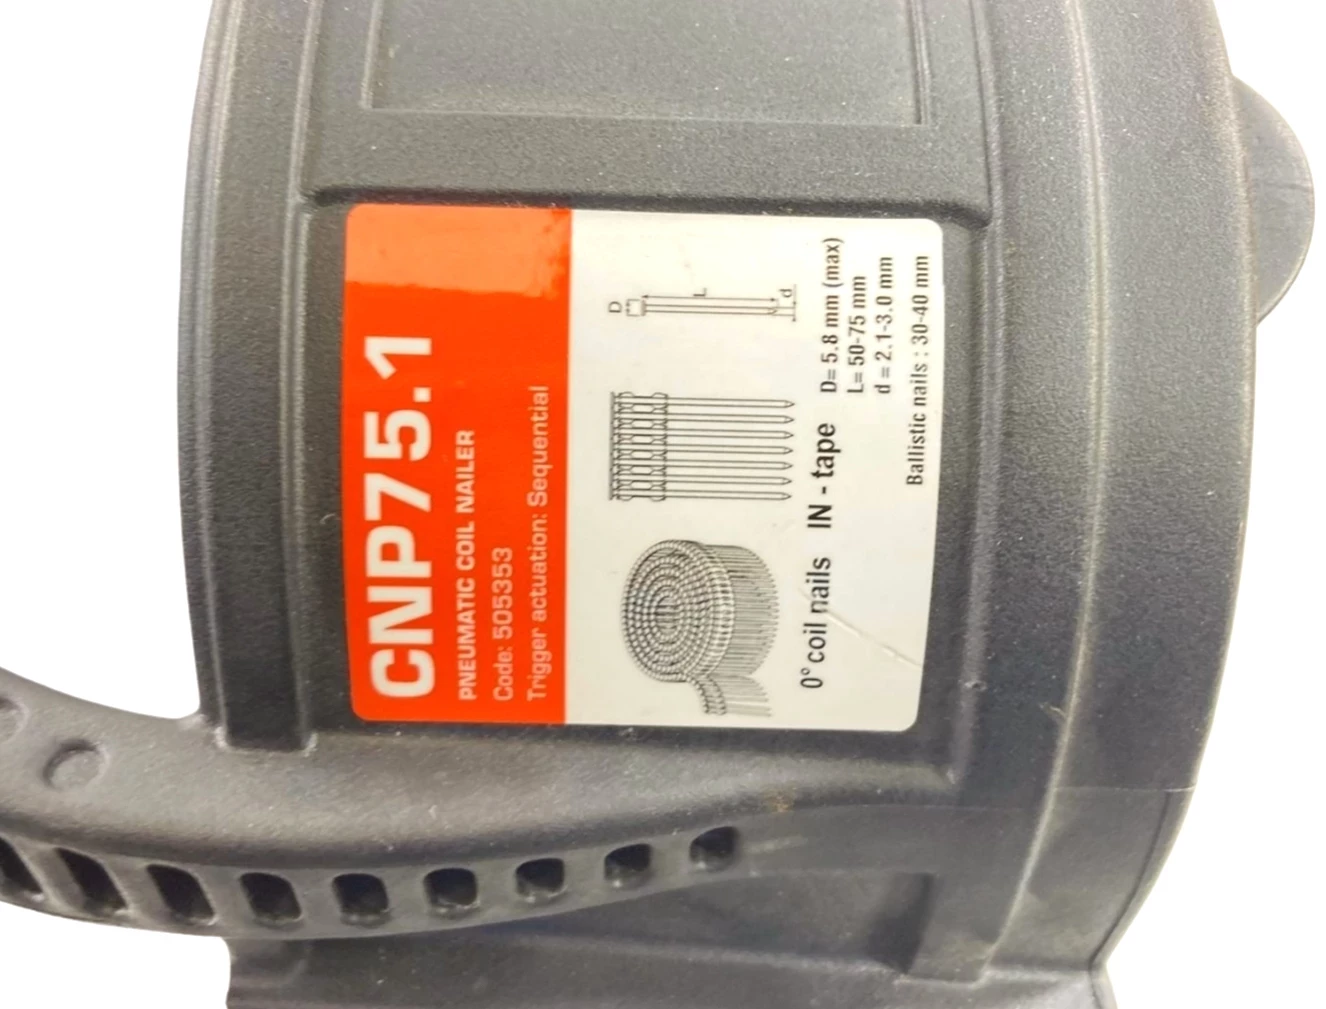 CNP75.1
PNEUMATIC COIL NAILER
Code: 505353
Trigger actuation: Sequential
D
L
d
0° coil nails IN - tape
D= 5.8 mm (max)
L= 50-75 mm
d = 2.1-3.0 mm
Ballistic nails : 30-40 mm